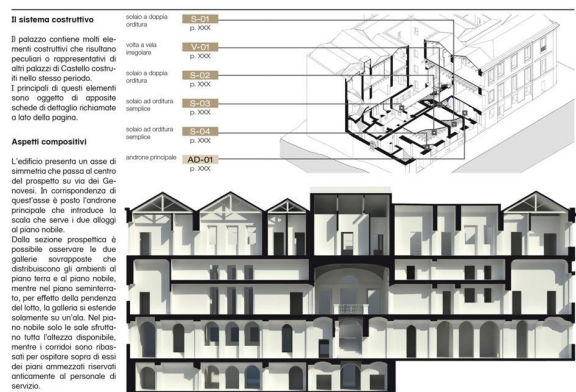 Il sistema costruttivo
Il palazzo contiene molti ele-
menti costruttivi che risultano
peculiari o rappresentativi di
altri palazzi di Castello costru-
iti nello stesso periodo.
I principali di questi elementi
sono oggetto di apposite
schede di dettaglio richiamate
a lato della pagina.
Aspetti compositivi
L'edificio presenta un asse di
simmetria che passa al centro
del prospetto su via dei Ge-
novesi. In corrispondenza di
quest'asse è posto l'androne
principale che introduce la
scala che serve i due alloggi
al piano nobile.
Dalla sezione prospettica è
possibile osservare le due
gallerie sovrapposte che
distribuiscono gli ambienti al
piano terra e al piano nobile,
mentre nel piano seminterra-
to, per effetto della pendenza
del lotto, la galleria si estende
solamente su un'ala. Nel pia-
no nobile solo le sale sfrutta-
no tutta l'altezza disponibile,
mentre i corridoi sono ribas-
sati per ospitare sopra di essi
dei piani ammezzati riservati
anticamente al personale di
servizio.
solaio a doppia
orditura
S-01
p. XXX
volta a vela
irregolare
V-01
p. XXX
solaio a doppia
orditura
S-02
p. XXX
solaio ad orditura
semplice
S-03
p. XXX
solaio ad orditura
semplice
S-04
p. XXX
androne principale
AD-01
p. XXX